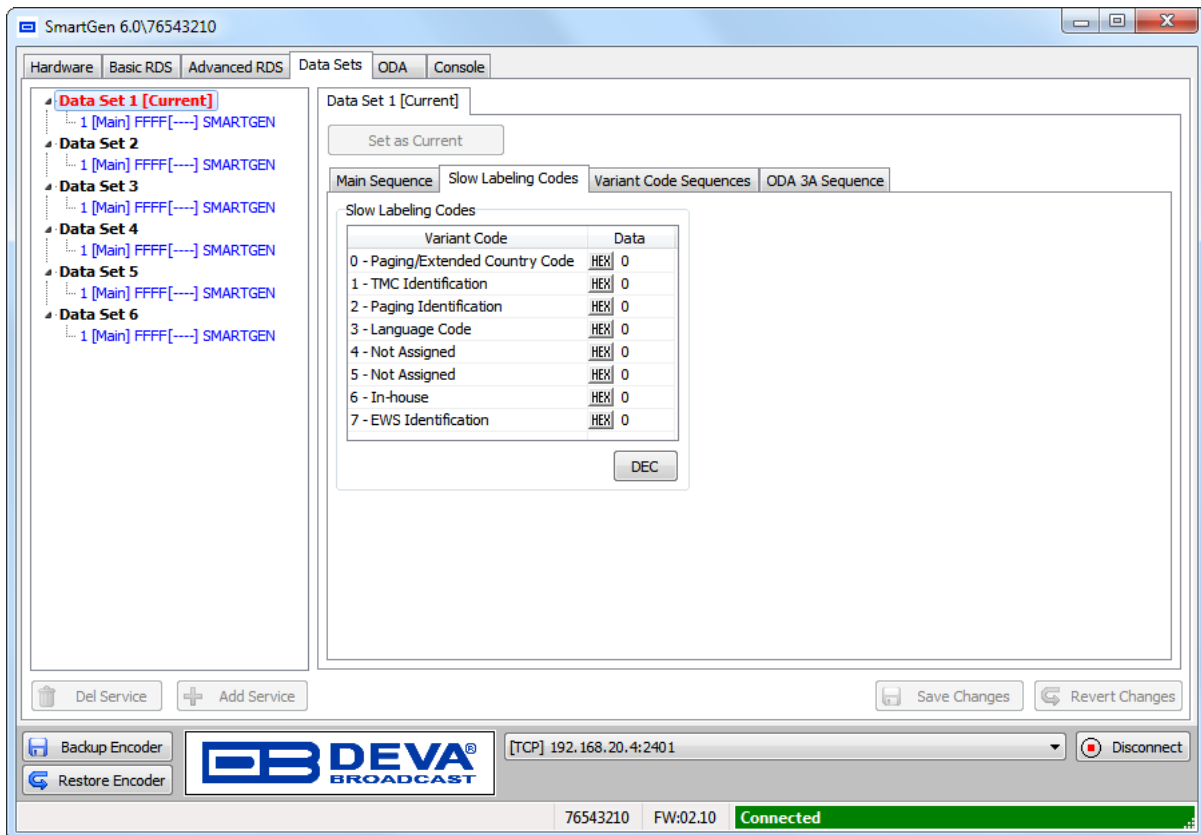 SmartGen 6.0\76543210
Hardware Basic RDS Advanced RDS Data Sets ODA Console
Data Set 1 [Current]
1 [Main] FFFF[----] SMARTGEN
Data Set 2
1 [Main] FFFF[----] SMARTGEN
Data Set 3
1 [Main] FFFF[----] SMARTGEN
Data Set 4
1 [Main] FFFF[----] SMARTGEN
Data Set 5
1 [Main] FFFF[----] SMARTGEN
Data Set 6
1 [Main] FFFF[----] SMARTGEN
Data Set 1 [Current]
Set as Current
Main Sequence Slow Labeling Codes Variant Code Sequences ODA 3A Sequence
Slow Labeling Codes
Variant Code Data
0 - Paging/Extended Country Code HEX 0
1 - TMC Identification HEX 0
2 - Paging Identification HEX 0
3 - Language Code HEX 0
4 - Not Assigned HEX 0
5 - Not Assigned HEX 0
6 - In-house HEX 0
7 - EWS Identification HEX 0
DEC
Del Service Add Service Save Changes Revert Changes
Backup Encoder
Restore Encoder
DEVA®
BROADCAST
[TCP] 192.168.20.4:2401 Disconnect
76543210 FW:02.10 Connected